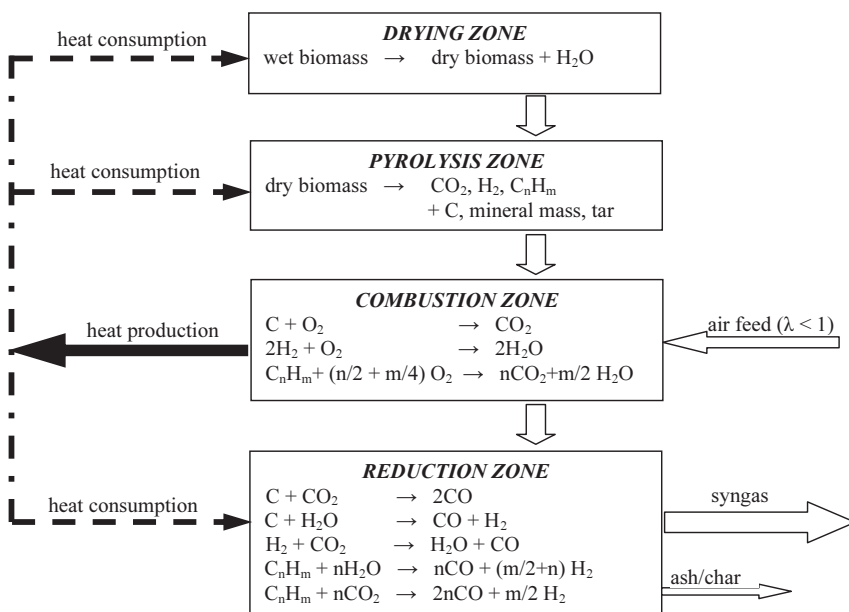 DRYING ZONE
heat consumption
wet biomass → dry biomass + H₂O
PYROLYSIS ZONE
heat consumption
dry biomass → CO₂, H₂, CₙHₘ
+ C, mineral mass, tar
COMBUSTION ZONE
heat production
C + O₂ → CO₂
air feed (λ < 1)
2H₂ + O₂ → 2H₂O
CₙHₘ+ (n/2 + m/4) O₂ → nCO₂+m/2 H₂O
REDUCTION ZONE
heat consumption
C + CO₂ → 2CO
syngas
C + H₂O → CO + H₂
H₂ + CO₂ → H₂O + CO
CₙHₘ + nH₂O → nCO + (m/2+n) H₂
CₙHₘ + nCO₂ → 2nCO + m/2 H₂
ash/char